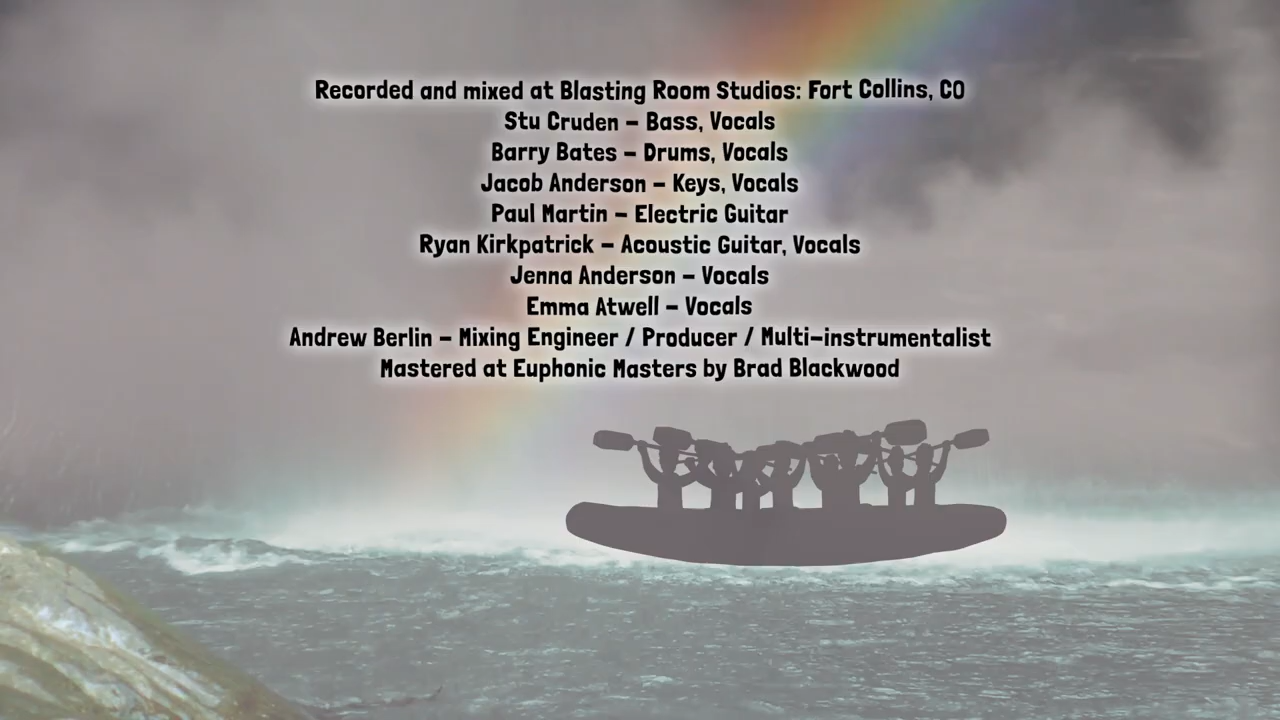 Recorded and mixed at Blasting Room Studios: Fort Collins, CO
Stu Cruden – Bass, Vocals
Barry Bates – Drums, Vocals
Jacob Anderson – Keys, Vocals
Paul Martin – Electric Guitar
Ryan Kirkpatrick – Acoustic Guitar, Vocals
Jenna Anderson – Vocals
Emma Atwell – Vocals
Andrew Berlin – Mixing Engineer / Producer / Multi–instrumentalist
Mastered at Euphonic Masters by Brad Blackwood